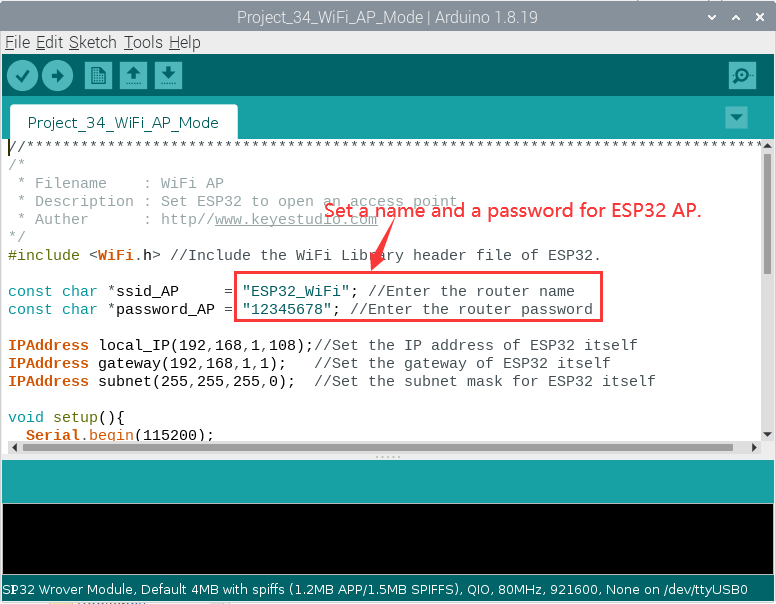 Project_34_WiFi_AP_Mode | Arduino 1.8.19
File Edit Sketch Tools Help
Project_34_WiFi_AP_Mode
//*********************************************************************************
/*
 * Filename    : WiFi AP
 * Description : Set ESP32 to open an access point
 * Auther      : http//www.keyestudio.com
Set a name and a password for ESP32 AP.
*/
#include <WiFi.h> //Include the WiFi Library header file of ESP32.
const char *ssid_AP     = "ESP32_WiFi"; //Enter the router name
const char *password_AP = "12345678"; //Enter the router password
IPAddress local_IP(192,168,1,108);//Set the IP address of ESP32 itself
IPAddress gateway(192,168,1,1);   //Set the gateway of ESP32 itself
IPAddress subnet(255,255,255,0);  //Set the subnet mask for ESP32 itself
void setup(){
  Serial.begin(115200);
SP32 Wrover Module, Default 4MB with spiffs (1.2MB APP/1.5MB SPIFFS), QIO, 80MHz, 921600, None on /dev/ttyUSB0